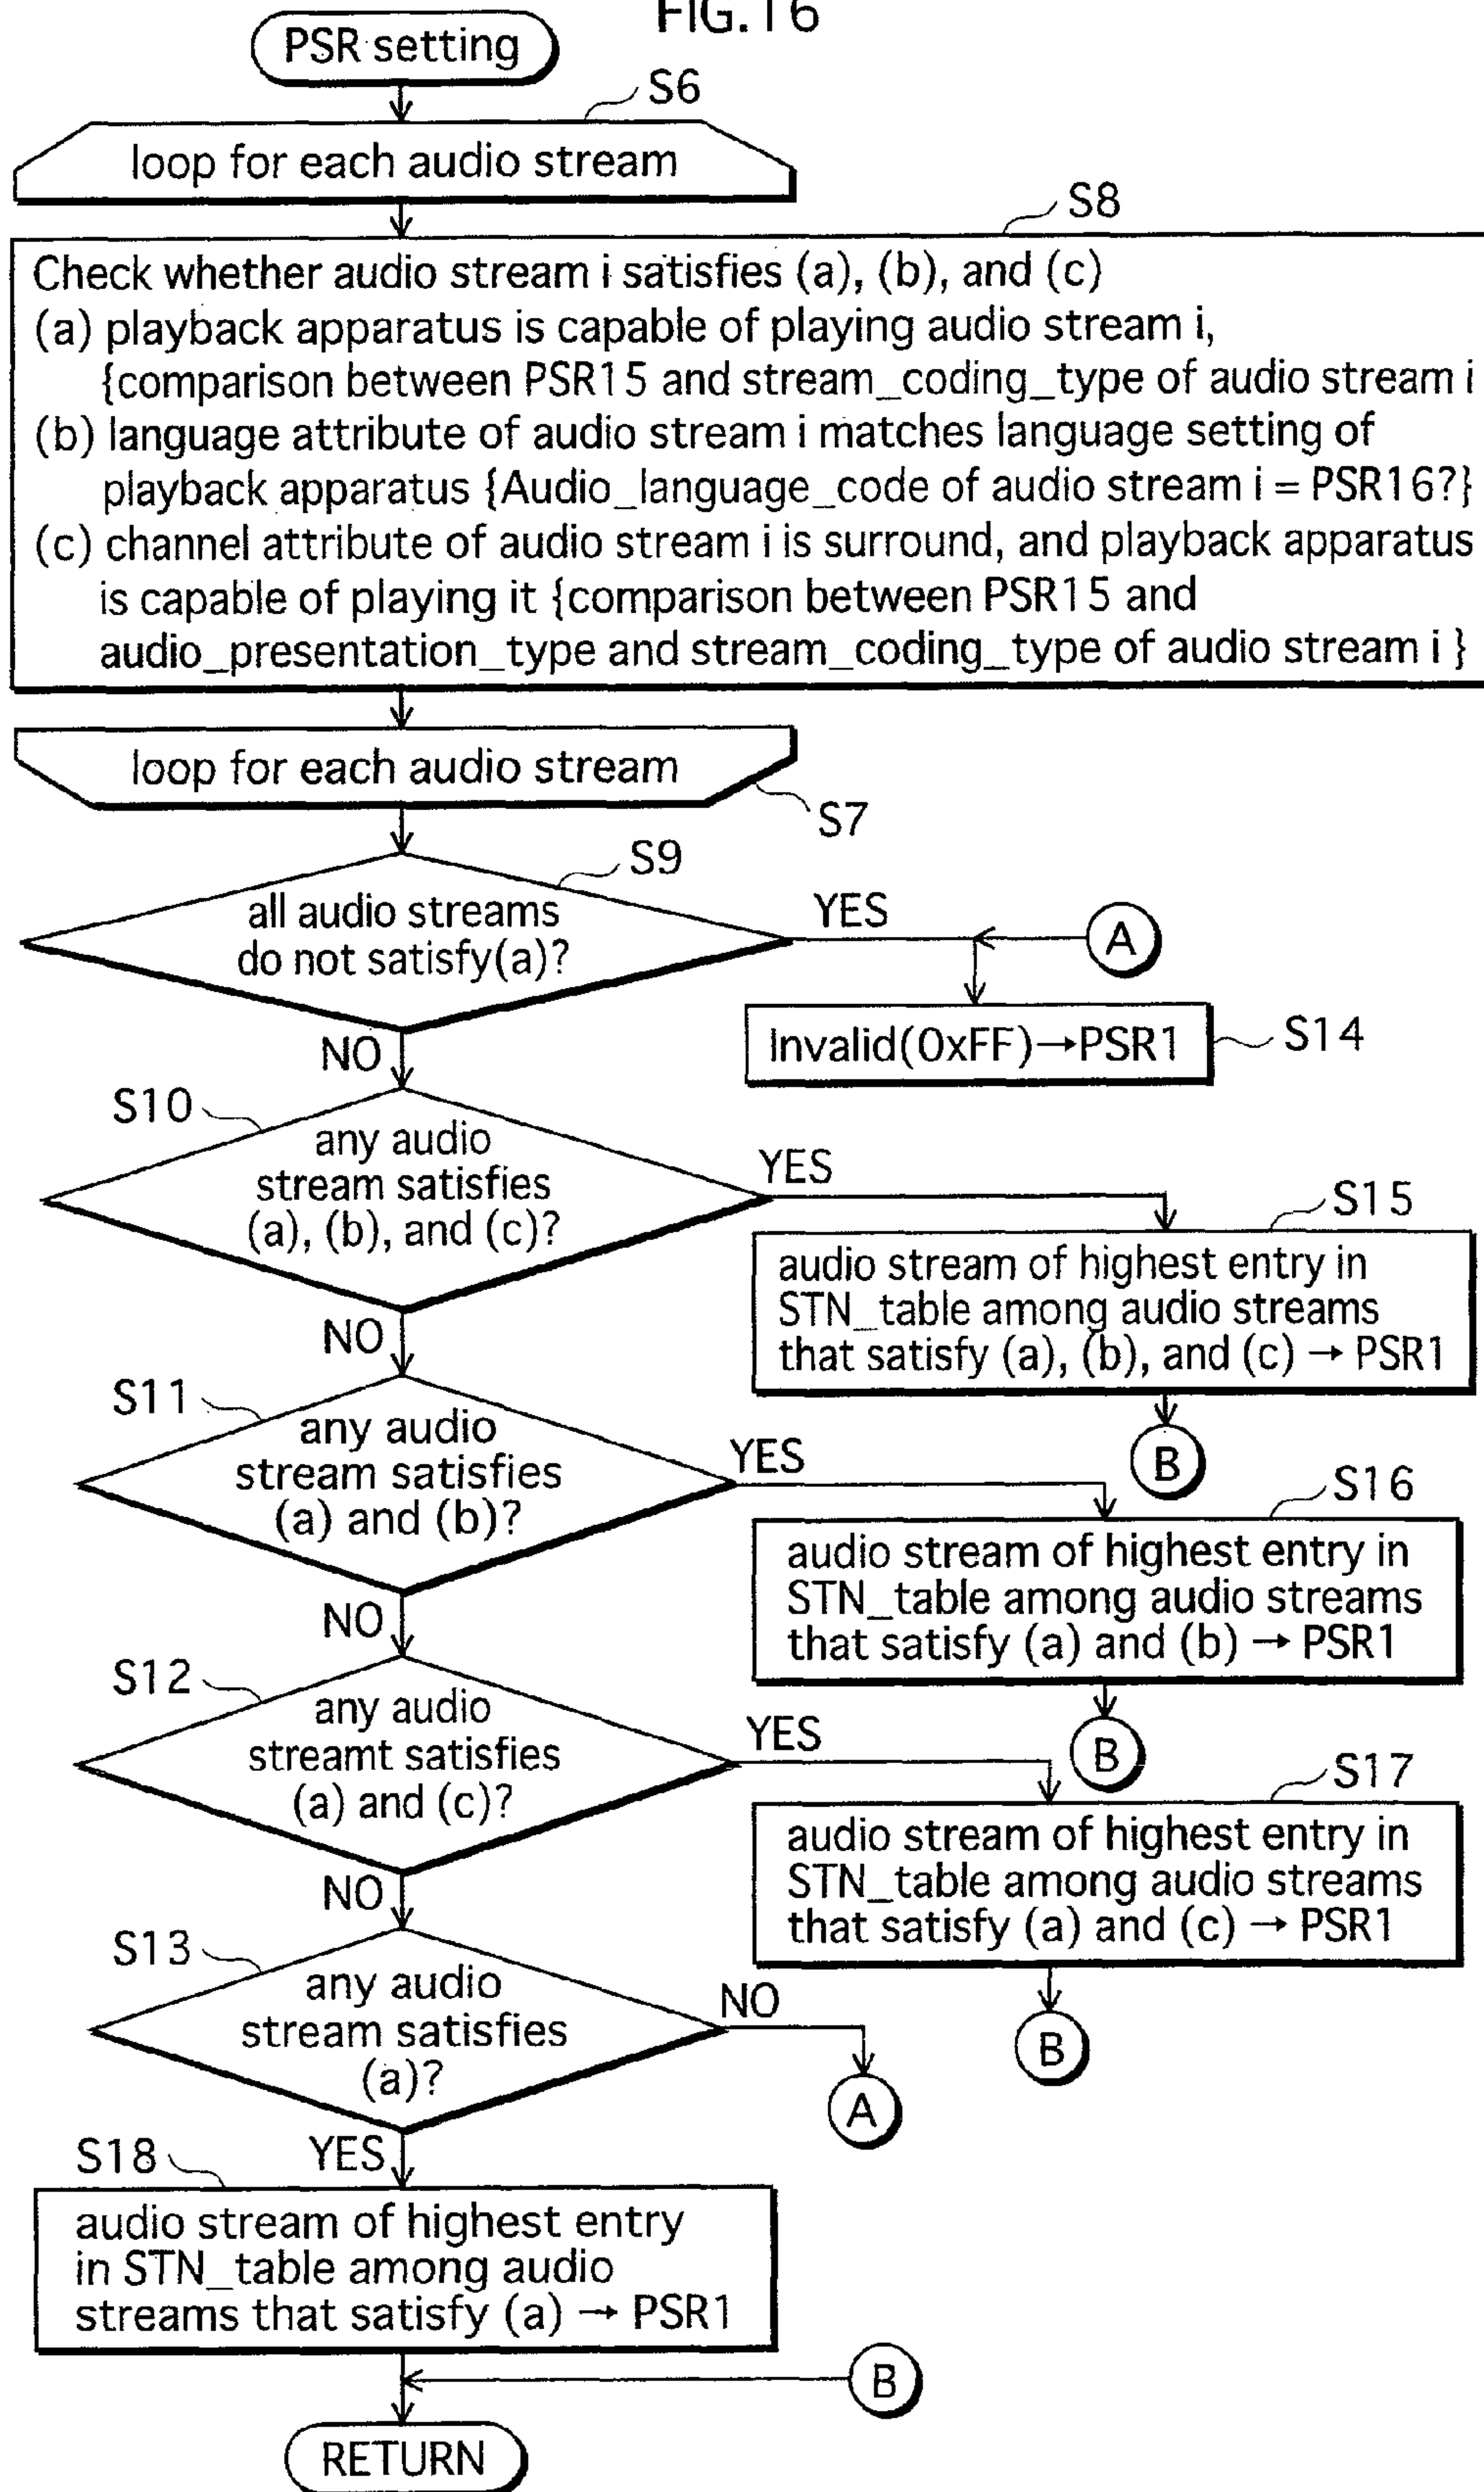 FIG.16
PSR setting
S6
loop for each audio stream
S8
Check whether audio stream i satisfies (a), (b), and (c)
(a) playback apparatus is capable of playing audio stream i,
{comparison between PSR15 and stream_coding_type of audio stream i
(b) language attribute of audio stream i matches language setting of
playback apparatus {Audio_language_code of audio stream i = PSR16?}
(c) channel attribute of audio stream i is surround, and playback apparatus
is capable of playing it {comparison between PSR15 and
audio_presentation_type and stream_coding_type of audio stream i }
loop for each audio stream
S7
S9
all audio streams
do not satisfy(a)?
YES
A
NO
Invalid(0xFF)→PSR1
S14
S10
any audio
stream satisfies
(a), (b), and (c)?
YES
S15
audio stream of highest entry in
STN_table among audio streams
that satisfy (a), (b), and (c) → PSR1
B
NO
S11
any audio
stream satisfies
(a) and (b)?
YES
S16
audio stream of highest entry in
STN_table among audio streams
that satisfy (a) and (b) → PSR1
B
NO
S12
any audio
streamt satisfies
(a) and (c)?
YES
S17
audio stream of highest entry in
STN_table among audio streams
that satisfy (a) and (c) → PSR1
B
NO
S13
any audio
stream satisfies
(a)?
NO
A
YES
S18
audio stream of highest entry
in STN_table among audio
streams that satisfy (a) → PSR1
B
RETURN